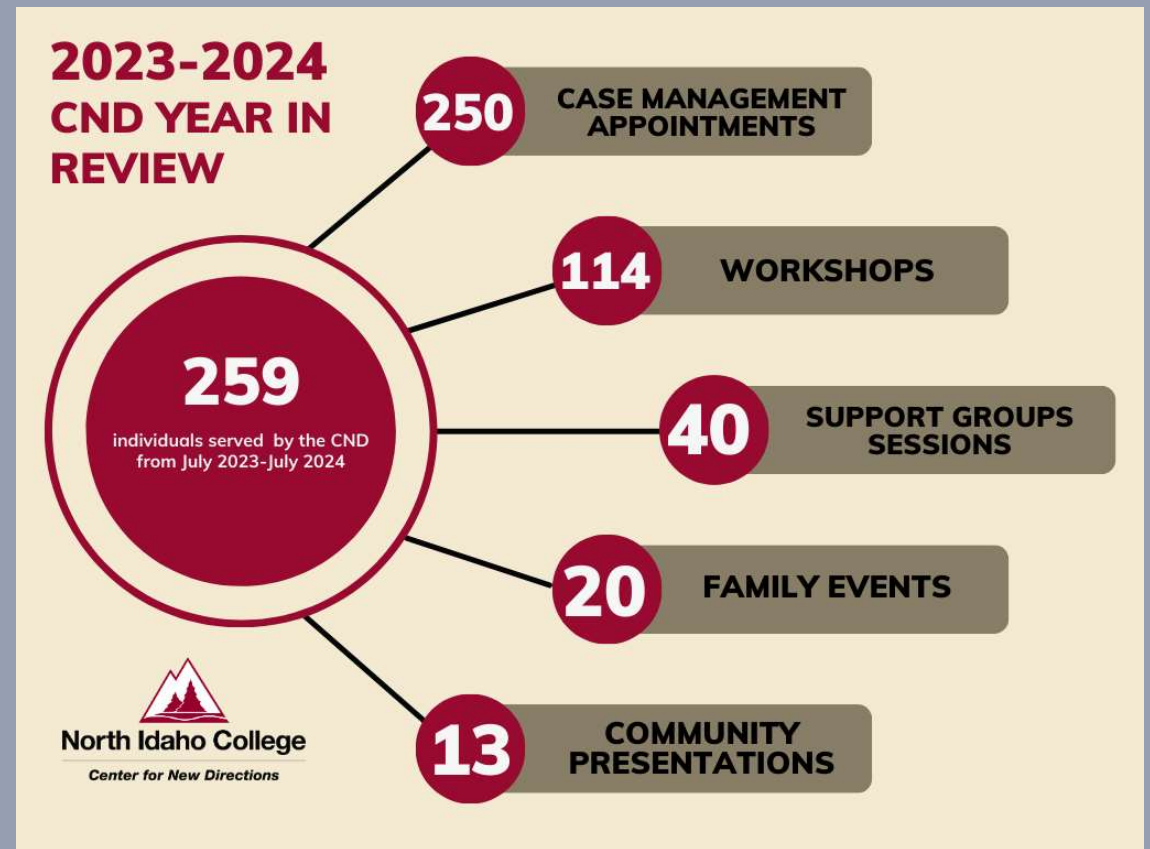 2023-2024
CND YEAR IN
REVIEW
250
CASE MANAGEMENT
APPOINTMENTS
114
WORKSHOPS
259
individuals served  by the CND
from July 2023-July 2024
40
SUPPORT GROUPS
SESSIONS
20
FAMILY EVENTS
13
COMMUNITY
PRESENTATIONS
North Idaho College
Center for New Directions